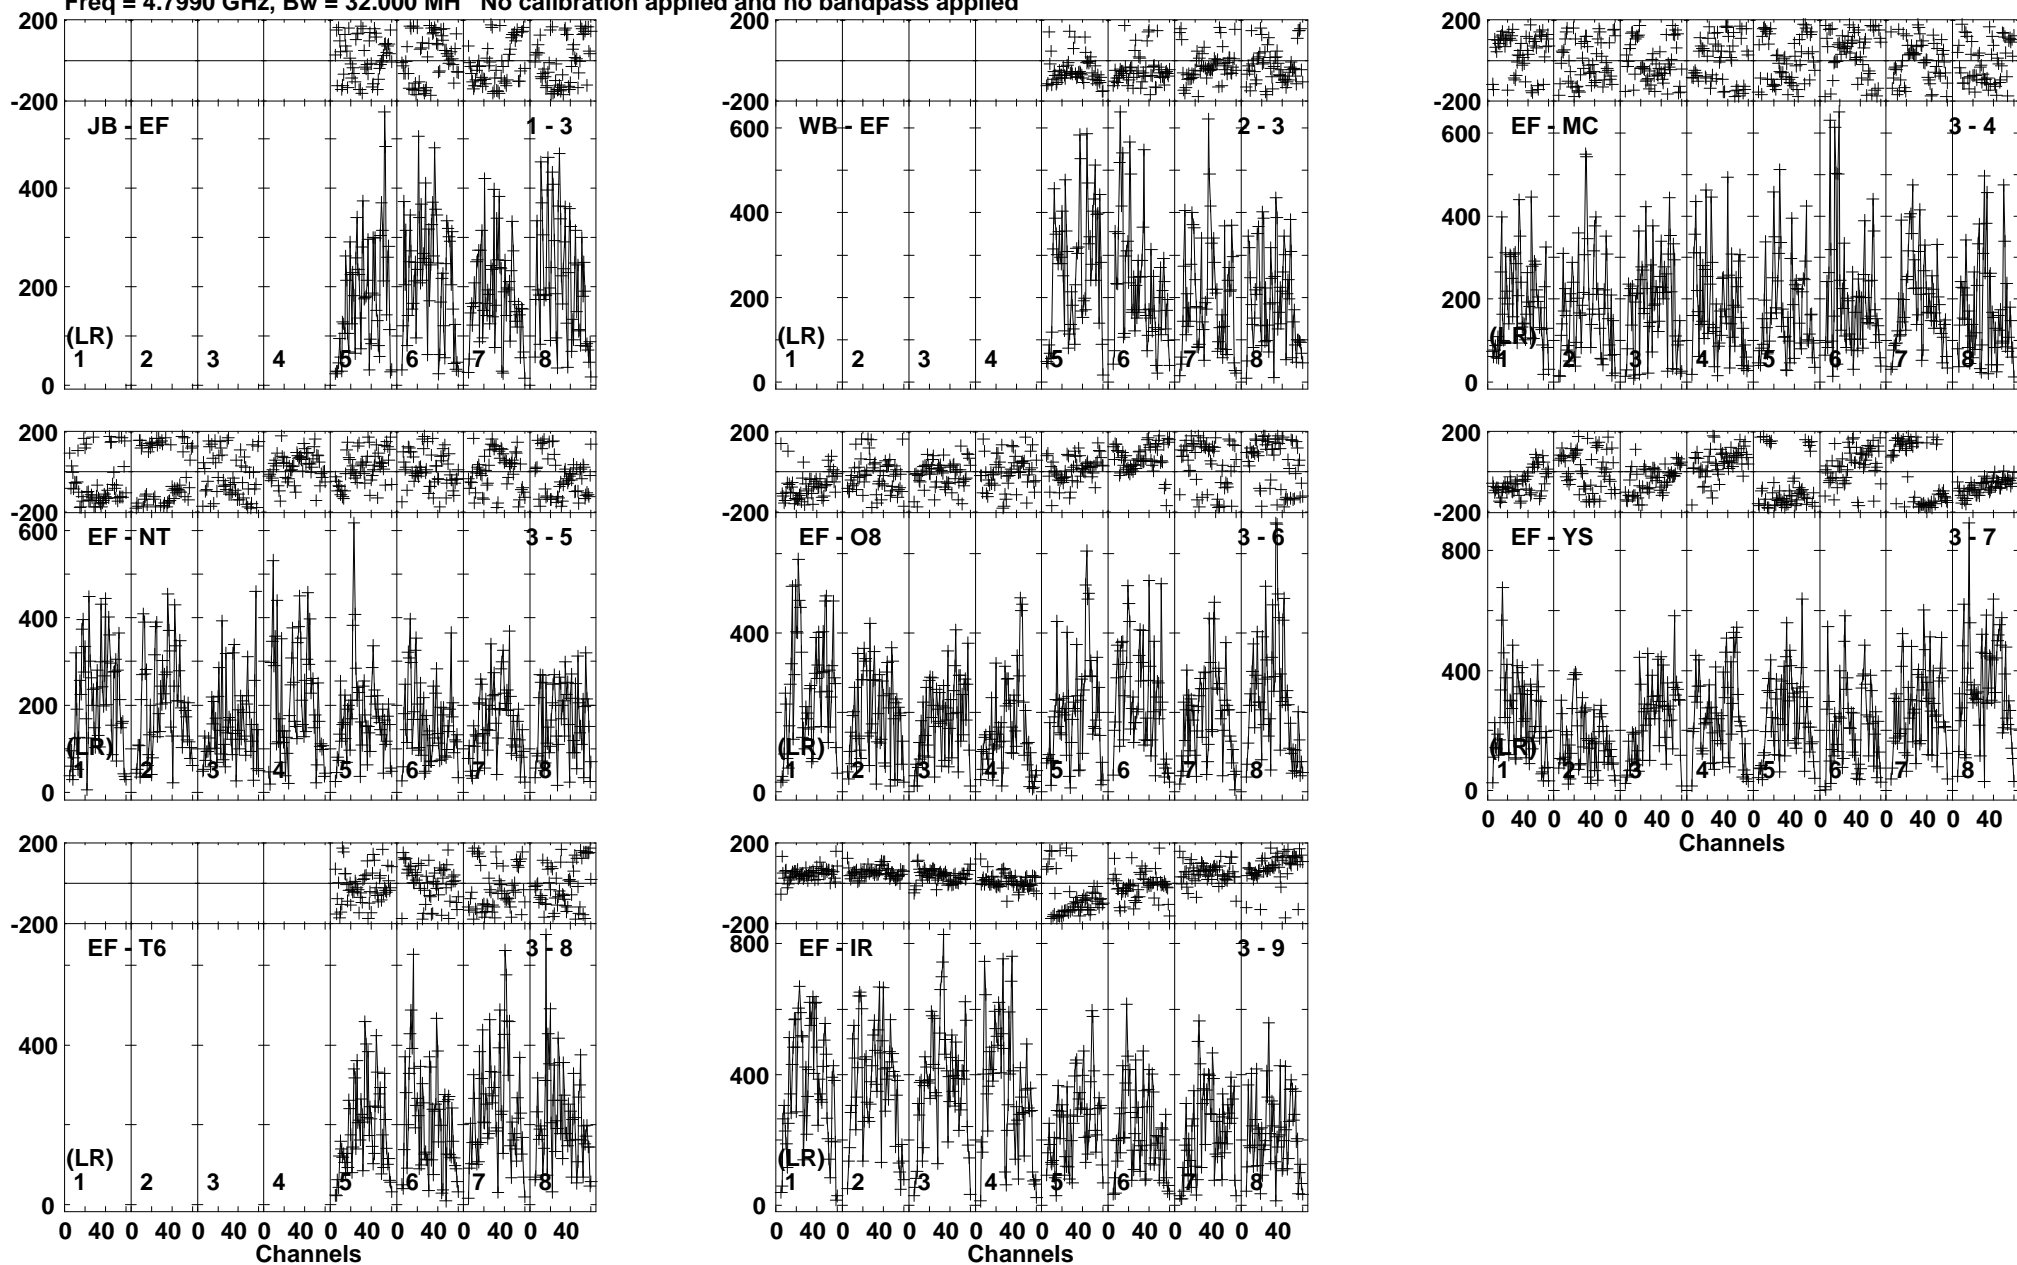 Freq = 4.7990 GHz, Bw = 32.000 MH No calibration applied and no bandpass applied
200
-200
JB - EF 1 - 3
400
200
0
(LR)
1 2 3 4 5 6 7 8
200
-200
WB - EF 2 - 3
600
400
200
0
(LR)
1 2 3 4 5 6 7 8
200
-200
EF - MC 3 - 4
600
400
200
0
(LR)
1 2 3 4 5 6 7 8
200
-200
EF - NT 3 - 5
600
400
200
0
(LR)
1 2 3 4 5 6 7 8
200
-200
EF - O8 3 - 6
400
0
(LR)
1 2 3 4 5 6 7 8
200
-200
EF - YS 3 - 7
800
400
0
(LR)
1 2 3 4 5 6 7 8
0 40 0 40 0 40 0 40 0 40 0 40 0 40 0 40
Channels
200
-200
EF - T6 3 - 8
400
0
(LR)
1 2 3 4 5 6 7 8
0 40 0 40 0 40 0 40 0 40 0 40 0 40 0 40
Channels
200
-200
EF - IR 3 - 9
800
400
0
(LR)
1 2 3 4 5 6 7 8
0 40 0 40 0 40 0 40 0 40 0 40 0 40 0 40
Channels